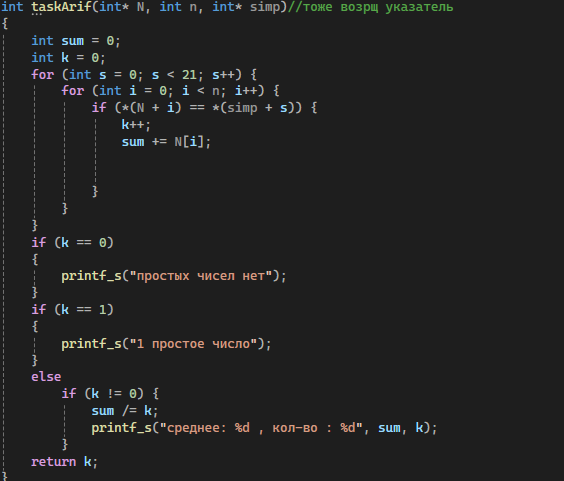 int taskArif(int* N, int n, int* simp)//тоже возрщ указатель
{
int sum = 0;
int k = 0;
for (int s = 0; s < 21; s++) {
for (int i = 0; i < n; i++) {
if (*(N + i) == *(simp + s)) {
k++;
sum += N[i];
}
}
}
if (k == 0)
{
printf_s("простых чисел нет");
}
if (k == 1)
{
printf_s("1 простое число");
}
else
if (k != 0) {
sum /= k;
printf_s("среднее: %d , кол-во : %d", sum, k);
}
return k;
}